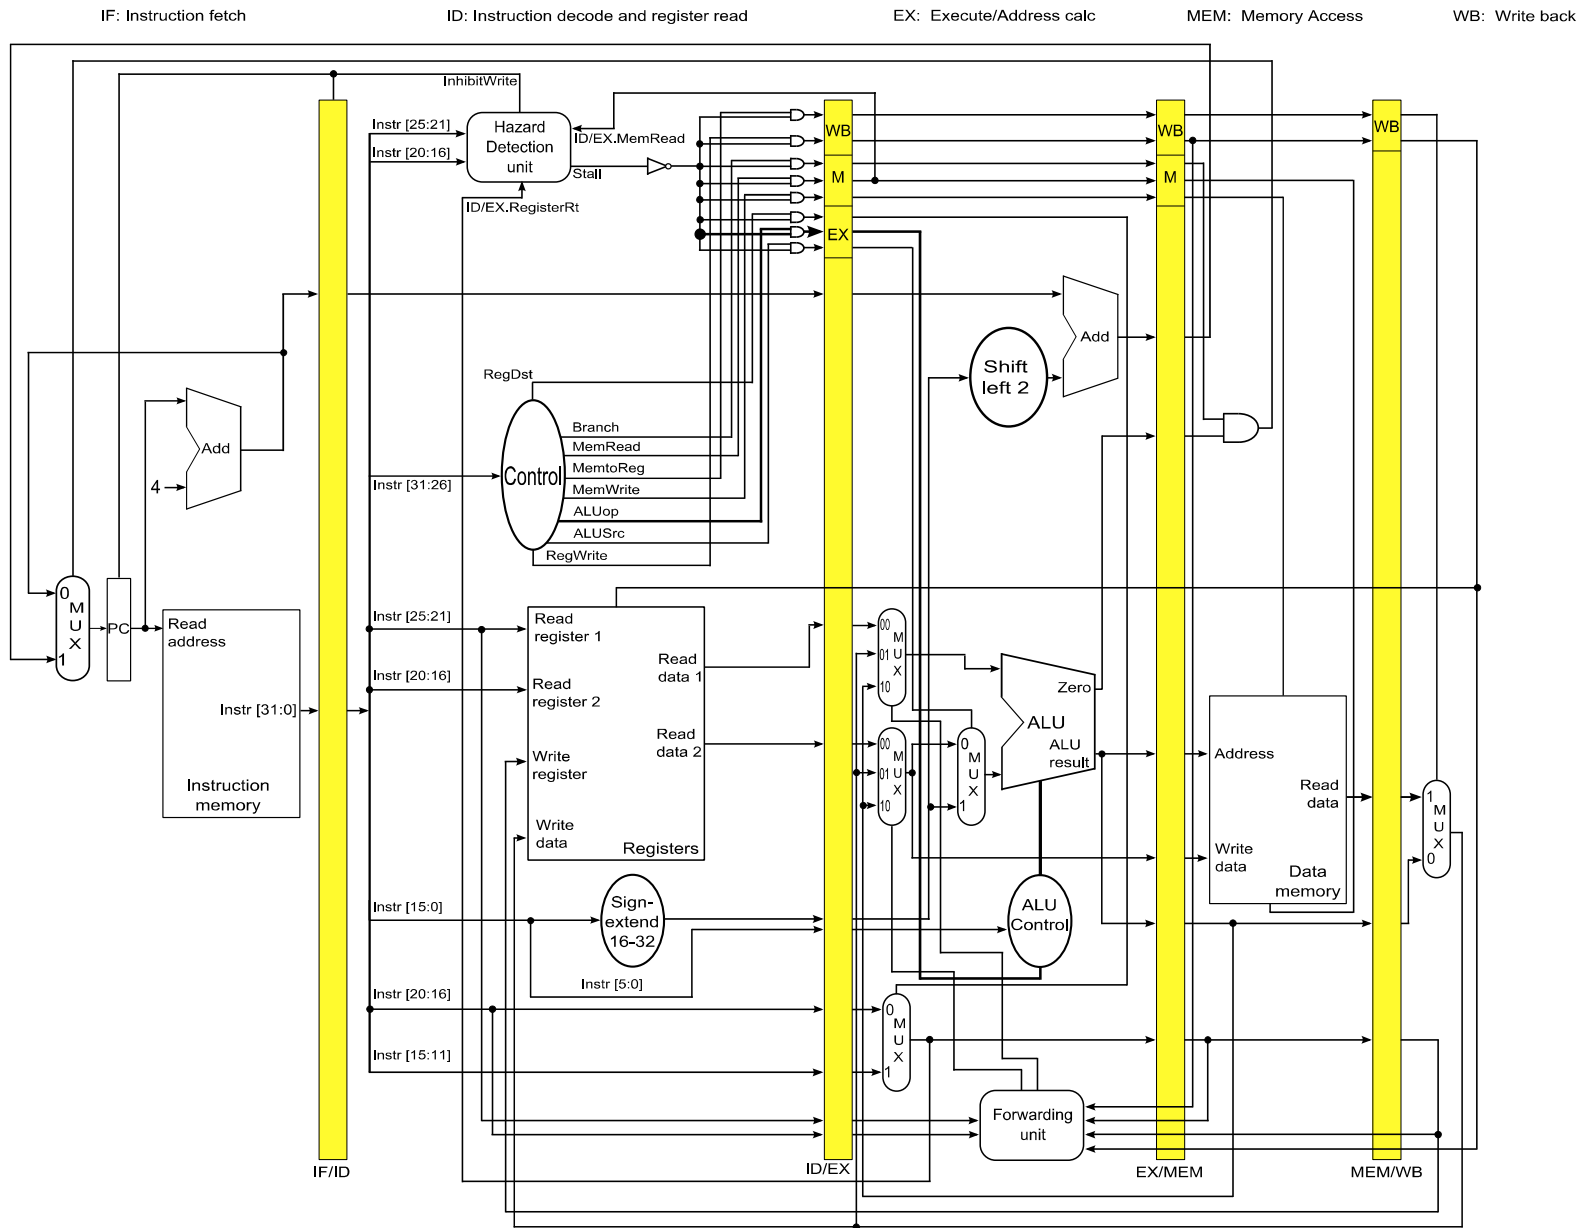 IF: Instruction fetch
ID: Instruction decode and register read
EX: Execute/Address calc
MEM: Memory Access
WB: Write back
InhibitWrite
Instr [25:21]
Instr [20:16]
Hazard
Detection
unit
ID/EX.MemRead
Stall
ID/EX.RegisterRt
WB
M
EX
WB
M
WB
Add
Shift
left 2
RegDst
Branch
MemRead
MemtoReg
MemWrite
ALUop
ALUSrc
RegWrite
Control
Instr [31:26]
Add
4
0
M
U
X
1
PC
Read
address
Instr [31:0]
Instruction
memory
Instr [25:21]
Instr [20:16]
Read
register 1
Read
register 2
Write
register
Write
data
Read
data 1
Read
data 2
Registers
00
01
10
M
U
X
00
01
10
M
U
X
0
M
U
X
1
Zero
ALU
ALU
result
Address
Read
data
Write
data
Data
memory
1
M
U
X
0
Instr [15:0]
Sign-
extend
16-32
Instr [5:0]
ALU
Control
Instr [20:16]
Instr [15:11]
0
M
U
X
1
Forwarding
unit
IF/ID
ID/EX
EX/MEM
MEM/WB